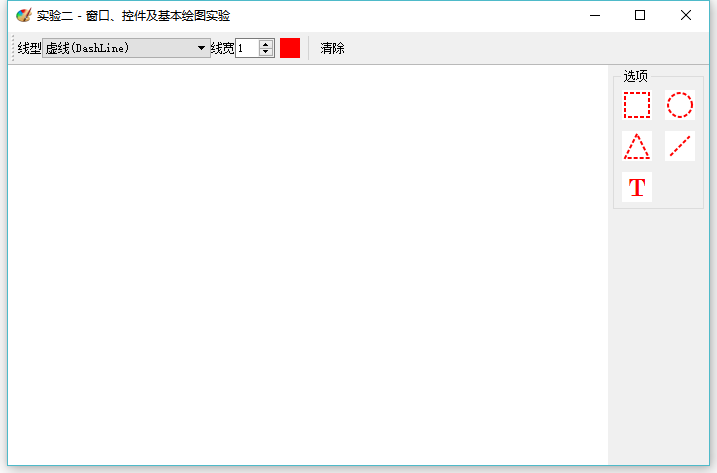 实验二 - 窗口、控件及基本绘图实验
线型 虚线(DashLine) 线宽 1 清除
选项
T